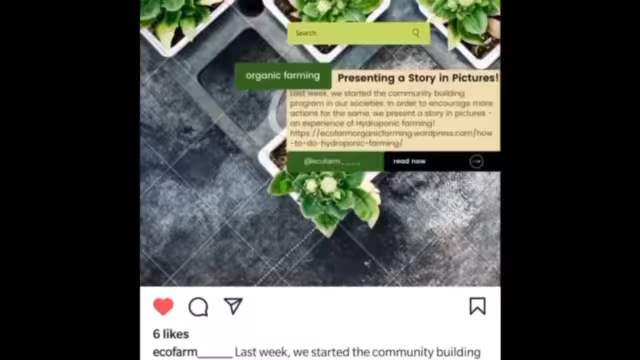 Search
organic farming
Presenting a Story in Pictures!
Last week, we started the community building
program in our societies. In order to encourage more
actions for the same, we present a story in pictures -
an experience of Hydroponic farming!
https://ecofarmorganicfarming.wordpress.com/how
-to-do-hydroponic-farming/
@ecofarm_____
read now
6 likes
ecofarm______ Last week, we started the community building